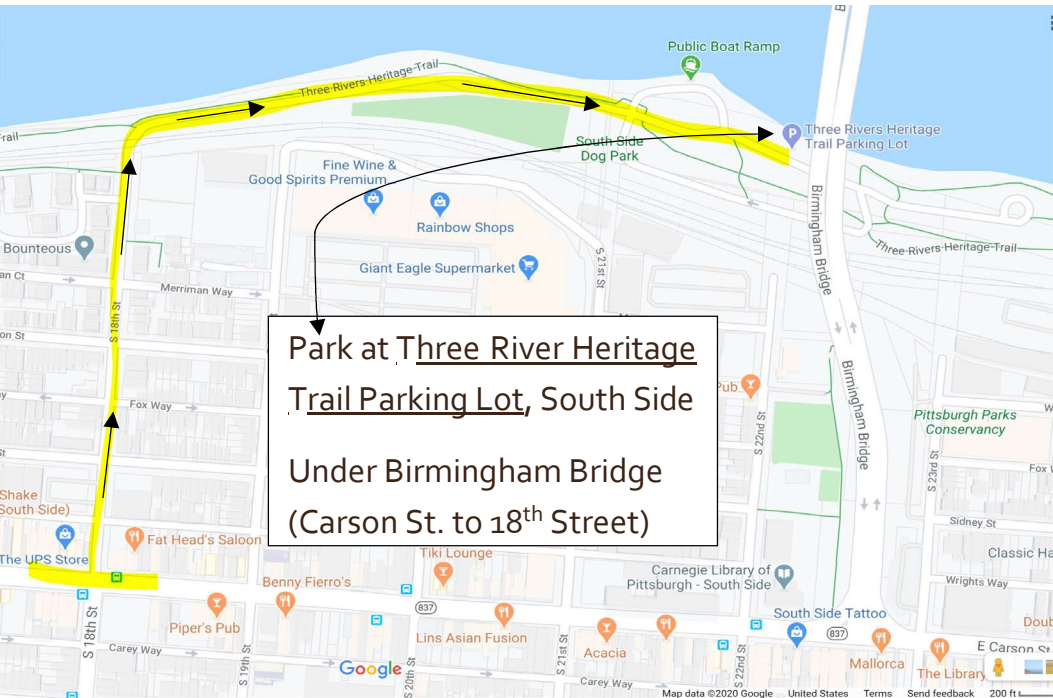 Public Boat Ramp
Three Rivers Heritage Trail
Three Rivers Heritage
Trail Parking Lot
South Side
Dog Park
Fine Wine &
Good Spirits Premium...
Rainbow Shops
Bounteous
Giant Eagle Supermarket
S 21st St
Birmingham Bridge
Three Rivers Heritage Trail
Merriman Way
S 18th St
Park at Three River Heritage
Trail Parking Lot, South Side
Under Birmingham Bridge
(Carson St. to 18th Street)
Fox Way
Pub
S 22nd St
Birmingham Bridge
Pittsburgh Parks
Conservancy
S 23rd St
Fox
Shake
South Side)
The UPS Store
Fat Head's Saloon
Sidney St
Classic Ha
Tiki Lounge
Benny Fierro's
Carnegie Library of
Pittsburgh - South Side
Wrights Way
837
South Side Tattoo
S 18th St
Piper's Pub
Lins Asian Fusion
Acacia
837
Doub
E Carson St
Carey Way
S 19th St
Google
S 20th St
S 21st St
Carey Way
S 22nd St
Mallorca
The Library
Map data ©2020 Google United States Terms Send feedback 200 ft